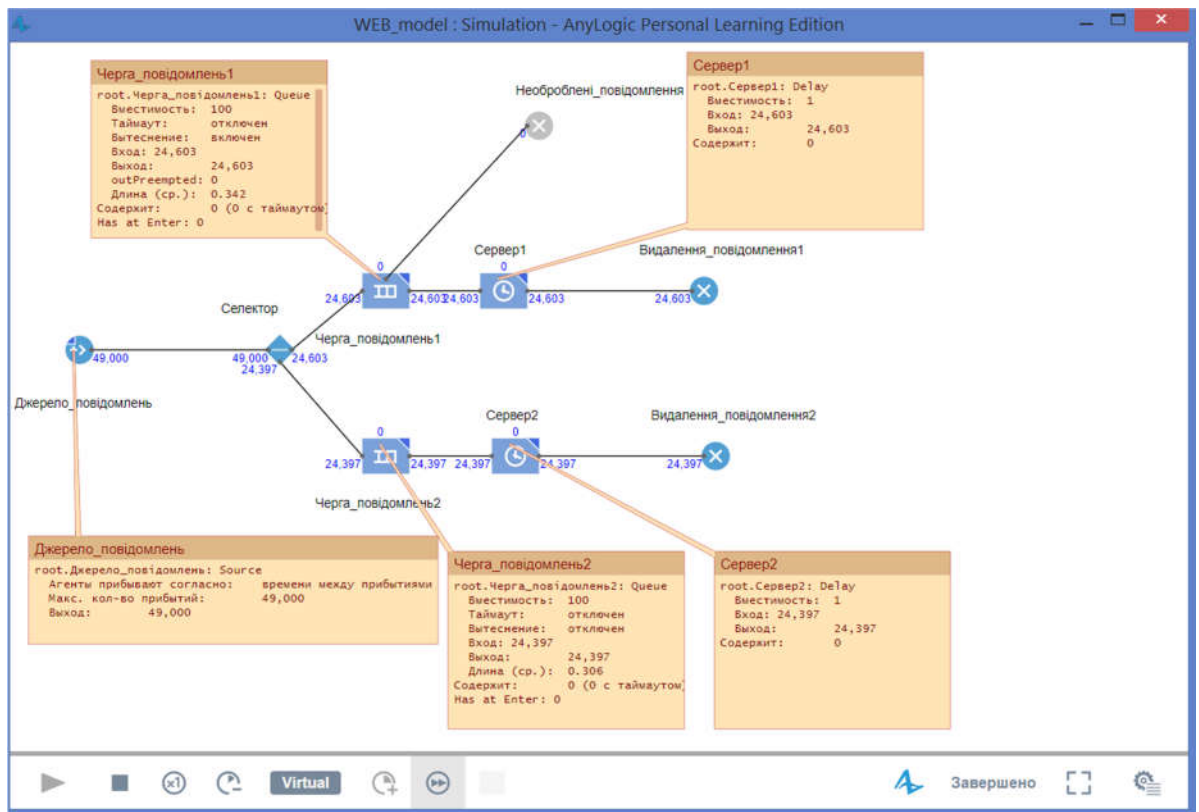 WEB_model : Simulation - AnyLogic Personal Learning Edition
Черга_повідомлень1
root.Черга_повідомлень1: Queue
Вместимость: 100
Таймаут: отключен
Вытеснение: включен
Вход: 24,603
Выход: 24,603
outPreempted: 0
Длина (ср.): 0.342
Содержит: 0 (0 с таймаутом)
Has at Enter: 0
Необроблені_повідомлення
0
Сервер1
root.Сервер1: Delay
Вместимость: 1
Вход: 24,603
Выход: 24,603
Содержит: 0
Сервер1
Видалення_повідомлення1
0
0
24,603
24,603
24,603
24,603
24,603
Селектор
Черга_повідомлень1
49,000
49,000
24,603
24,397
Джерело_повідомлень
Сервер2
Видалення_повідомлення2
0
0
24,397
24,397
24,397
24,397
24,397
Черга_повідомлень2
Джерело_повідомлень
root.Джерело_повідомлень: Source
Агенты прибывают согласно: времени между прибытиями
Макс. кол-во прибытий: 49,000
Выход: 49,000
Черга_повідомлень2
root.Черга_повідомлень2: Queue
Вместимость: 100
Таймаут: отключен
Вытеснение: отключен
Вход: 24,397
Выход: 24,397
Длина (ср.): 0.306
Содержит: 0 (0 с таймаутом)
Has at Enter: 0
Сервер2
root.Сервер2: Delay
Вместимость: 1
Вход: 24,397
Выход: 24,397
Содержит: 0
x1
Virtual
Завершено